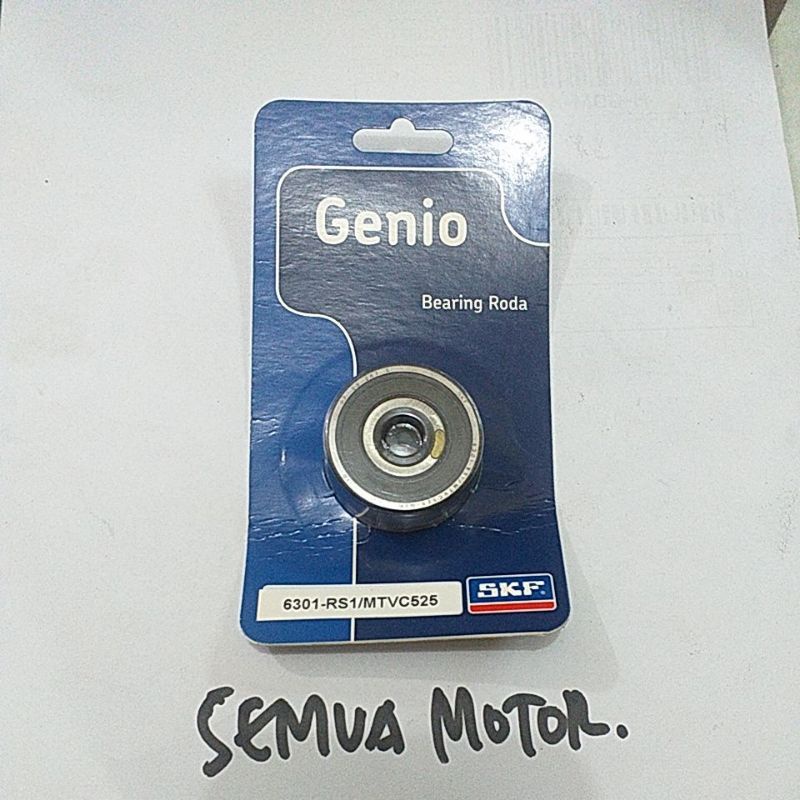 Genio
Bearing Roda
6301-RS1/MTVC525
SKF
SEMUA MOTOR.